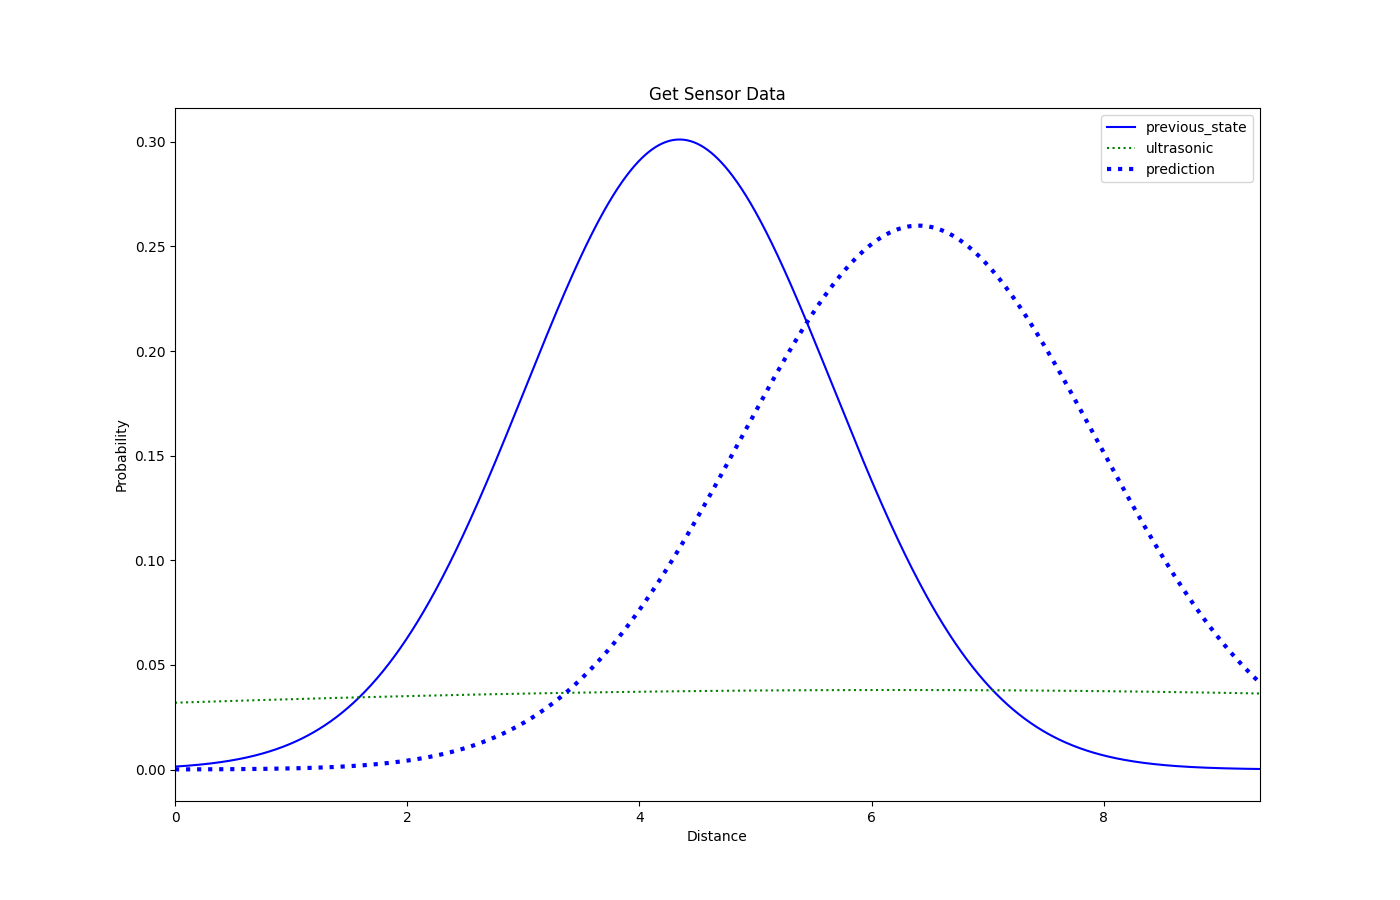 Get Sensor Data
previous_state
ultrasonic
prediction
0.30
0.25
0.20
0.15
0.10
0.05
0.00
Probability
0 2 4 6 8
Distance